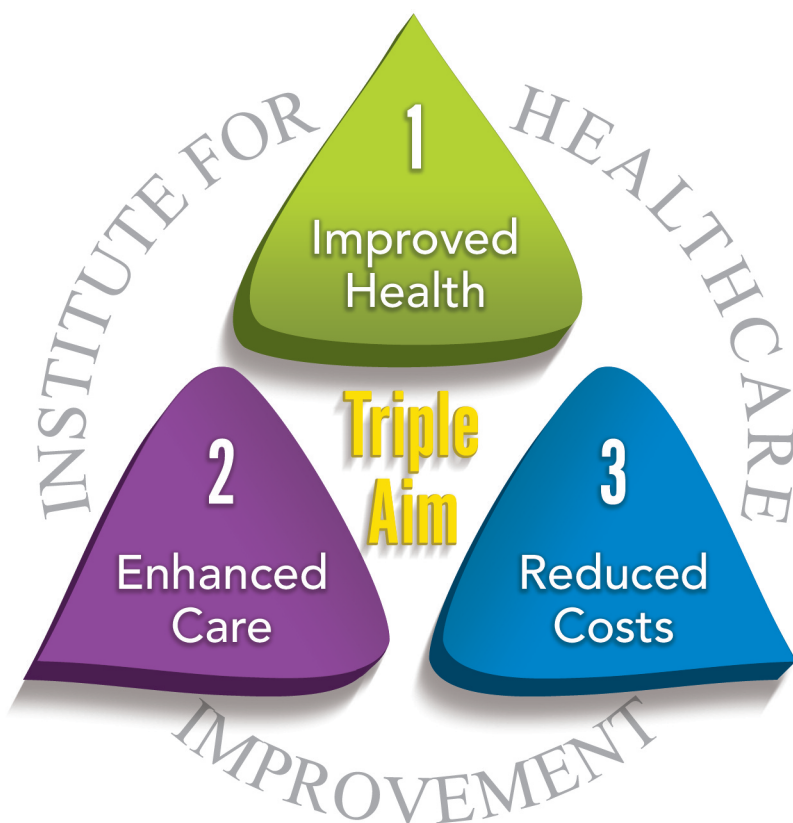 INSTITUTE FOR HEALTHCARE IMPROVEMENT
1
Improved
Health
Triple
Aim
2
Enhanced
Care
3
Reduced
Costs